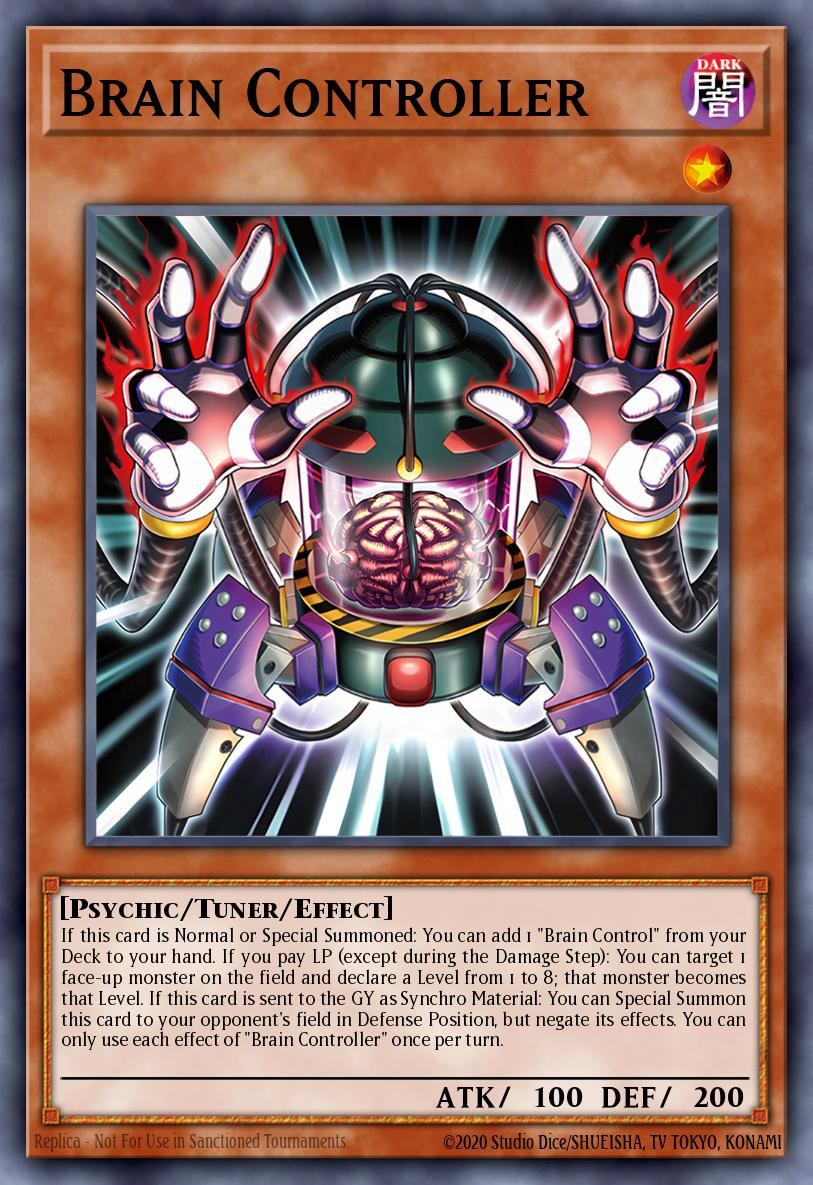 Brain Controller
DARK
闇
[Psychic/Tuner/Effect]
If this card is Normal or Special Summoned: You can add 1 "Brain Control" from your
Deck to your hand. If you pay LP (except during the Damage Step): You can target 1
face-up monster on the field and declare a Level from 1 to 8; that monster becomes
that Level. If this card is sent to the GY as Synchro Material: You can Special Summon
this card to your opponent's field in Defense Position, but negate its effects. You can
only use each effect of "Brain Controller" once per turn.
ATK/ 100 DEF/ 200
Replica - Not For Use in Sanctioned Tournaments.
©2020 Studio Dice/SHUEISHA, TV TOKYO, KONAMI